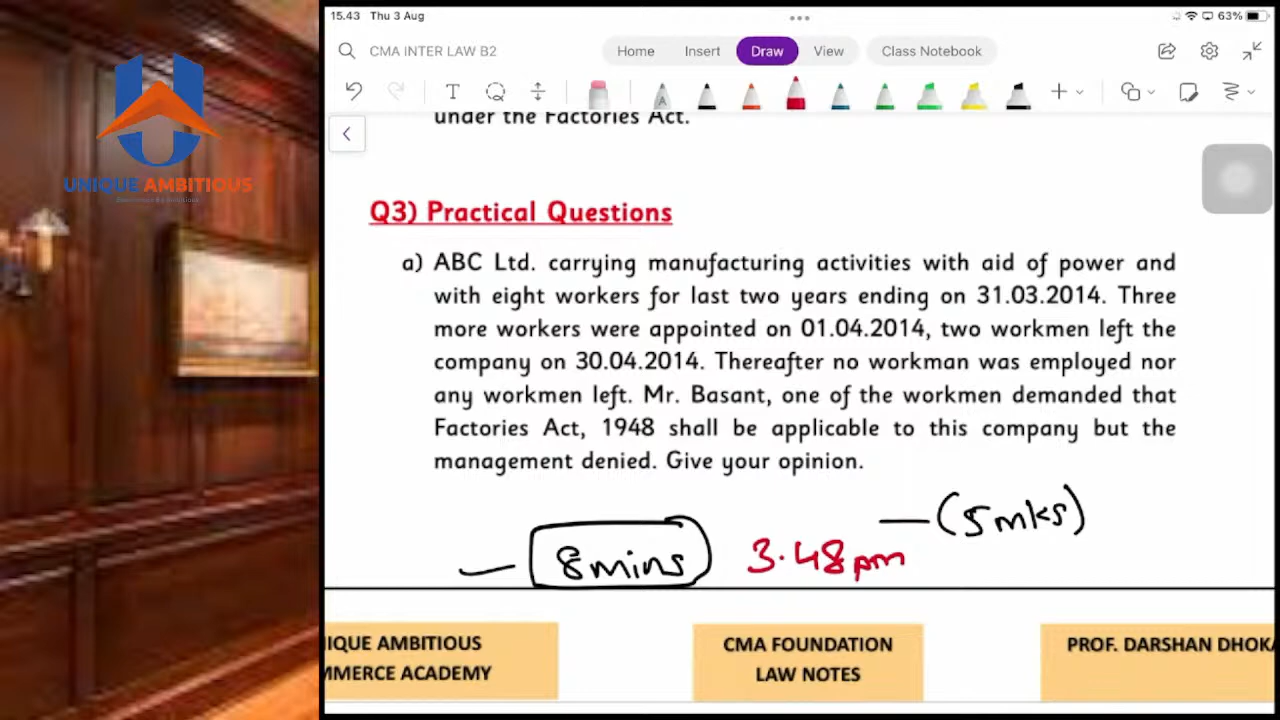 15.43 Thu 3 Aug
63%
CMA INTER LAW B2
Home Insert Draw View Class Notebook
UNIQUE AMBITIOUS
under the Factories Act.
Q3) Practical Questions
a) ABC Ltd. carrying manufacturing activities with aid of power and
with eight workers for last two years ending on 31.03.2014. Three
more workers were appointed on 01.04.2014, two workmen left the
company on 30.04.2014. Thereafter no workman was employed nor
any workmen left. Mr. Basant, one of the workmen demanded that
Factories Act, 1948 shall be applicable to this company but the
management denied. Give your opinion.
— (5mks)
— 8mins 3.48pm
IQUE AMBITIOUS
MMERCE ACADEMY
CMA FOUNDATION
LAW NOTES
PROF. DARSHAN DHOKA